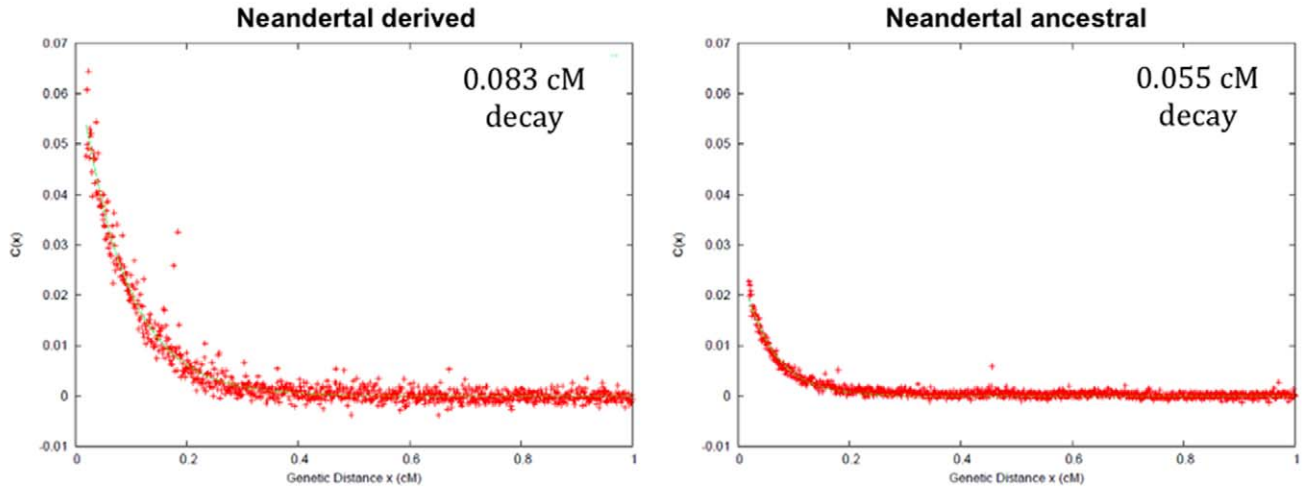 Neandertal derived
0.083 cM
decay
0.07
0.06
0.05
0.04
0.03
0.02
0.01
0
-0.01
C(x)
0 0.2 0.4 0.6 0.8 1
Genetic Distance x (cM)
Neandertal ancestral
0.055 cM
decay
0.07
0.06
0.05
0.04
0.03
0.02
0.01
0
-0.01
C(x)
0 0.2 0.4 0.6 0.8 1
Genetic Distance x (cM)